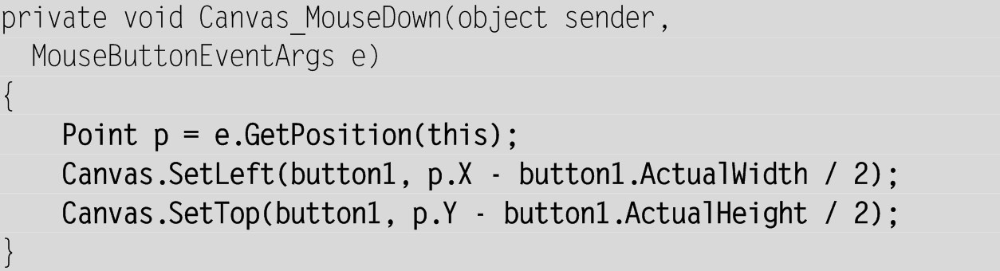 private void Canvas_MouseDown(object sender,
  MouseButtonEventArgs e)
{
    Point p = e.GetPosition(this);
    Canvas.SetLeft(button1, p.X - button1.ActualWidth / 2);
    Canvas.SetTop(button1, p.Y - button1.ActualHeight / 2);
}